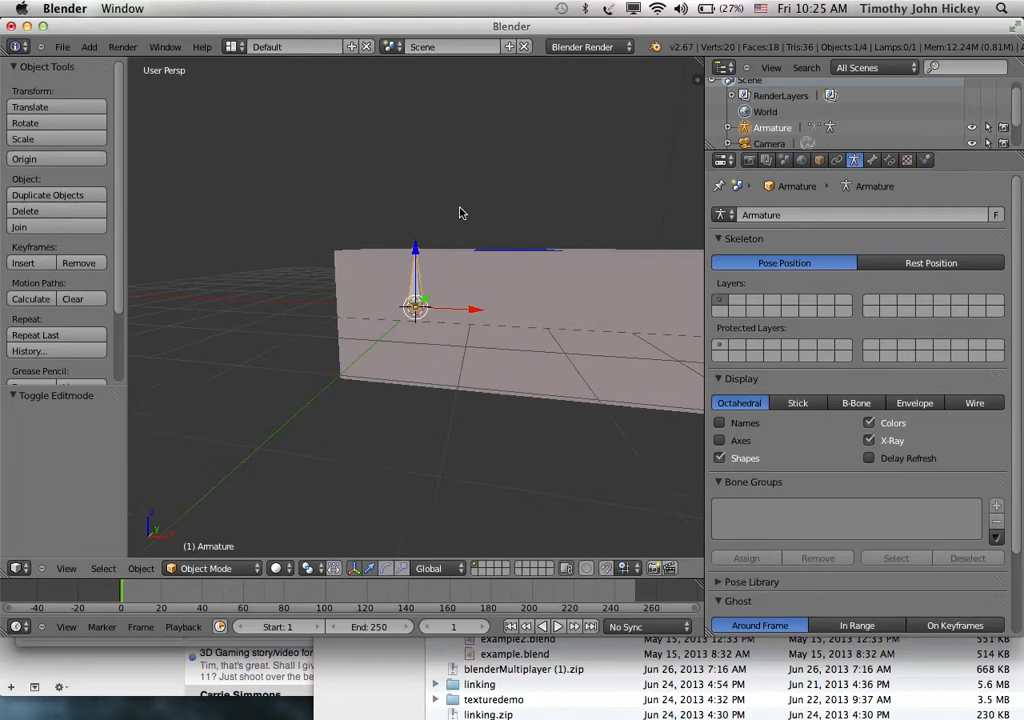 Blender Window (27%) Fri 10:25 AM Timothy John Hickey
Blender
File Add Render Window Help Default Scene Blender Render v2.67 | Verts:20 | Faces:18 | Tris:36 | Objects:1/4 | Lamps:0/1 | Mem:12.24M (0.81M) |
Object Tools
Transform:
Translate
Rotate
Scale
Origin
Object:
Duplicate Objects
Delete
Join
Keyframes:
Insert Remove
Motion Paths:
Calculate Clear
Repeat:
Repeat Last
History...
Grease Pencil:
Toggle Editmode
User Persp
(1) Armature
View Select Object Object Mode Global
-40 -20 0 20 40 60 80 100 120 140 160 180 200 220 240 260
View Marker Frame Playback Start: 1 End: 250 1 No Sync
View Search All Scenes
Scene
RenderLayers
World
Armature
Camera
Armature Armature
Armature F
Skeleton
Pose Position Rest Position
Layers:
Protected Layers:
Display
Octahedral Stick B-Bone Envelope Wire
Names Colors
Axes X-Ray
Shapes Delay Refresh
Bone Groups
Assign Remove Select Deselect
Pose Library
Ghost
Around Frame In Range On Keyframes
3D Gaming story/video for
Tim, that's great. Shall I give
11? Just shoot over the be
Carrie Simmons
example2.blend May 15, 2013 12:33 PM May 15, 2013 12:33 PM 551 KB
example.blend May 15, 2013 8:32 AM May 15, 2013 8:32 AM 514 KB
blenderMultiplayer (1).zip Jun 26, 2013 7:16 AM Jun 26, 2013 7:16 AM 668 KB
linking Jun 24, 2013 4:54 PM Jun 21, 2013 4:36 PM 5.6 MB
texturedemo Jun 24, 2013 4:32 PM Jun 22, 2013 9:37 AM 3.5 MB
linking.zip Jun 24, 2013 4:30 PM Jun 24, 2013 4:30 PM 230 KB